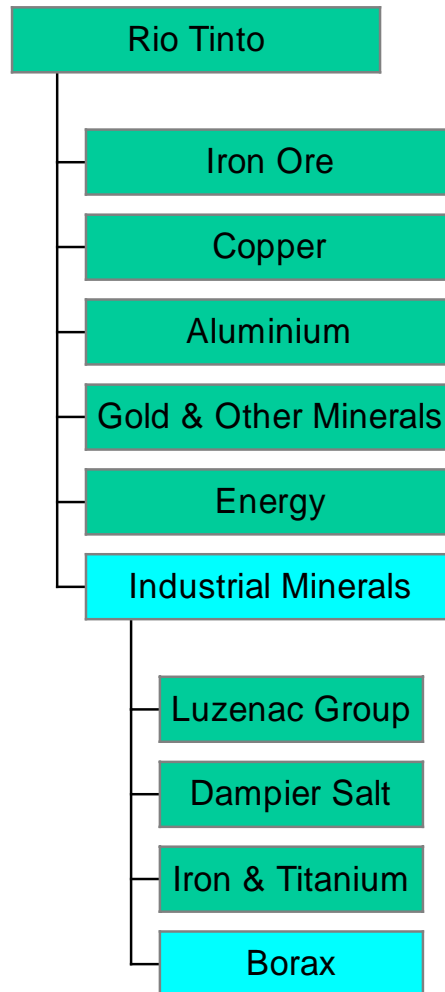 Rio Tinto
Iron Ore
Copper
Aluminium
Gold & Other Minerals
Energy
Industrial Minerals
Luzenac Group
Dampier Salt
Iron & Titanium
Borax